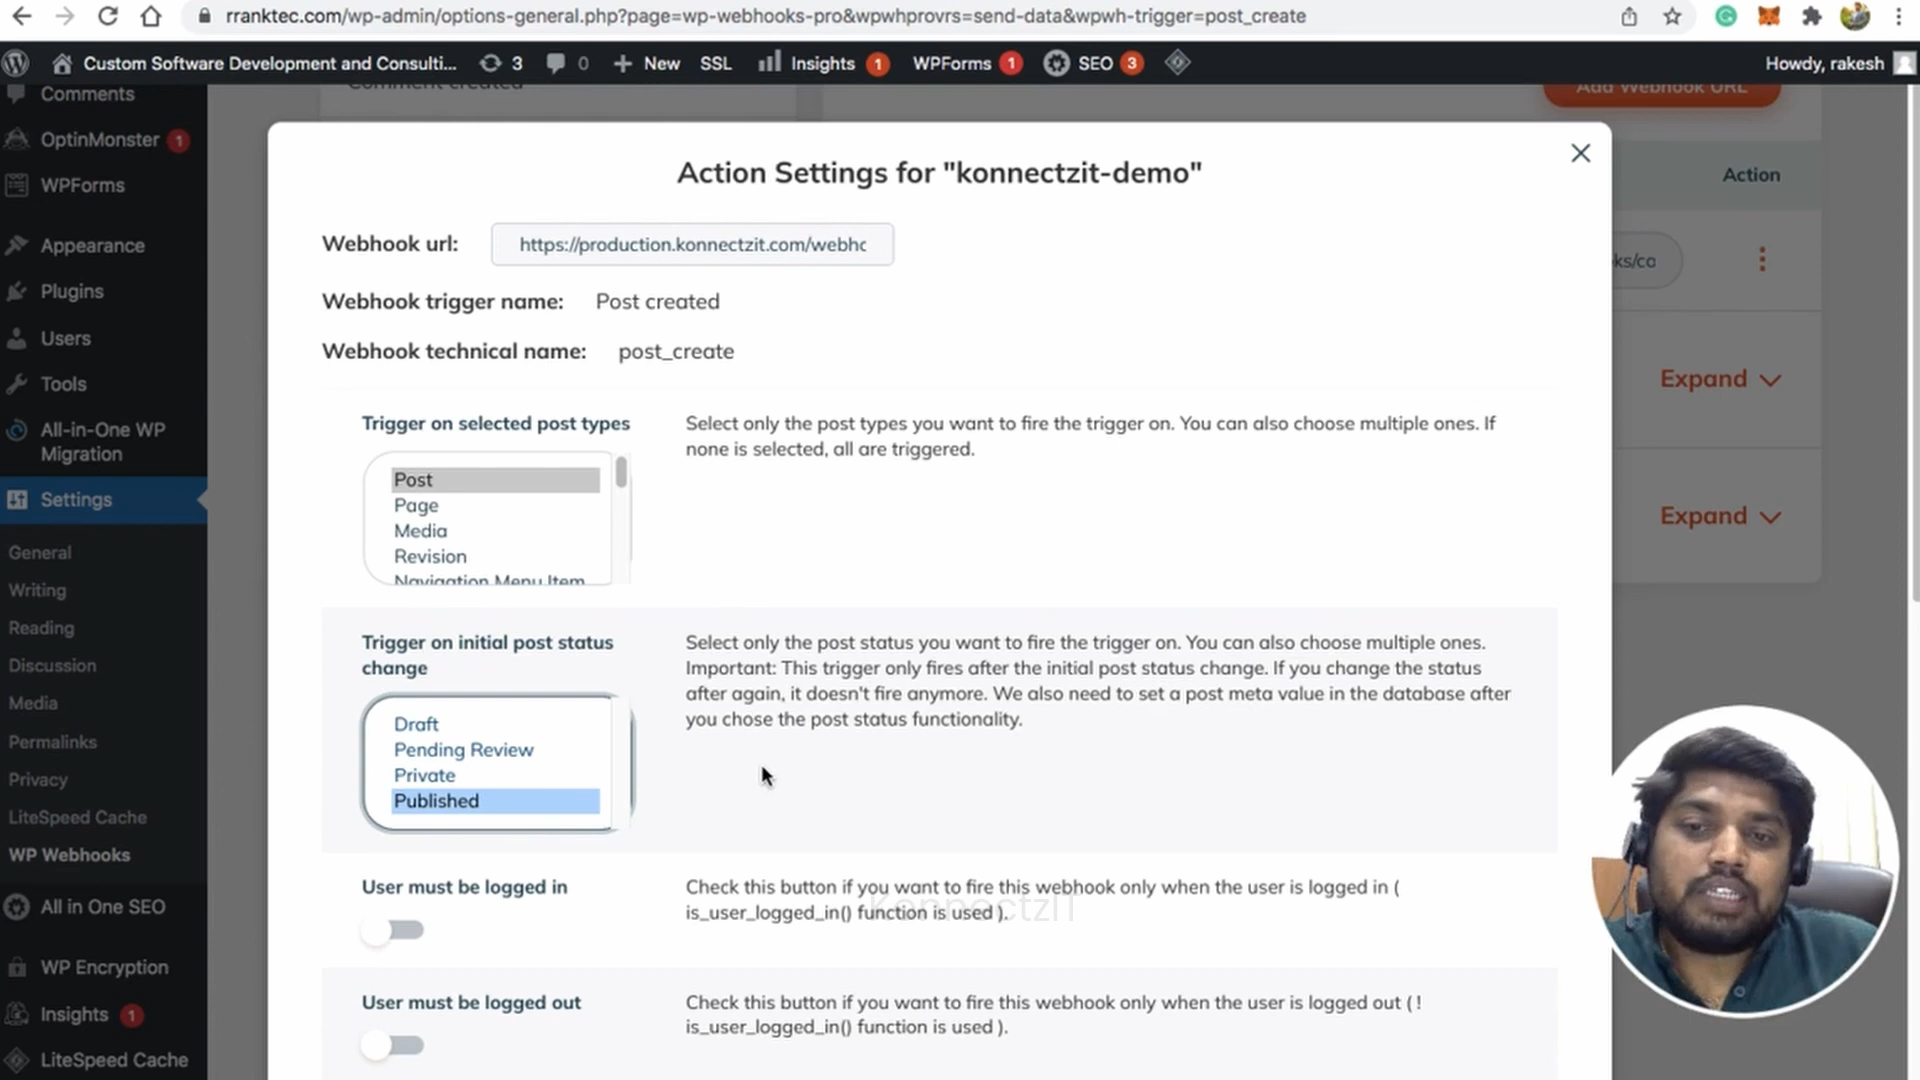 rranktec.com/wp-admin/options-general.php?page=wp-webhooks-pro&wpwhprovrs=send-data&wpwh-trigger=post_create
Custom Software Development and Consulti... 3 0 New SSL Insights 1 WPForms 1 SEO 3 Howdy, rakesh
Comments
OptinMonster 1
WPForms
Appearance
Plugins
Users
Tools
All-in-One WP
Migration
Settings
General
Writing
Reading
Discussion
Media
Permalinks
Privacy
LiteSpeed Cache
WP Webhooks
All in One SEO
WP Encryption
Insights 1
LiteSpeed Cache
Comment created
Add Webhook URL
Action
ks/ca
Expand
Expand
Action Settings for "konnectzit-demo"
Webhook url: https://production.konnectzit.com/webhc
Webhook trigger name: Post created
Webhook technical name: post_create
Trigger on selected post types
Post
Page
Media
Revision
Navigation Menu Item
Select only the post types you want to fire the trigger on. You can also choose multiple ones. If
none is selected, all are triggered.
Trigger on initial post status
change
Draft
Pending Review
Private
Published
Select only the post status you want to fire the trigger on. You can also choose multiple ones.
Important: This trigger only fires after the initial post status change. If you change the status
after again, it doesn't fire anymore. We also need to set a post meta value in the database after
you chose the post status functionality.
User must be logged in
Check this button if you want to fire this webhook only when the user is logged in (
is_user_logged_in() function is used ).
KonnectzIT
User must be logged out
Check this button if you want to fire this webhook only when the user is logged out ( !
is_user_logged_in() function is used ).